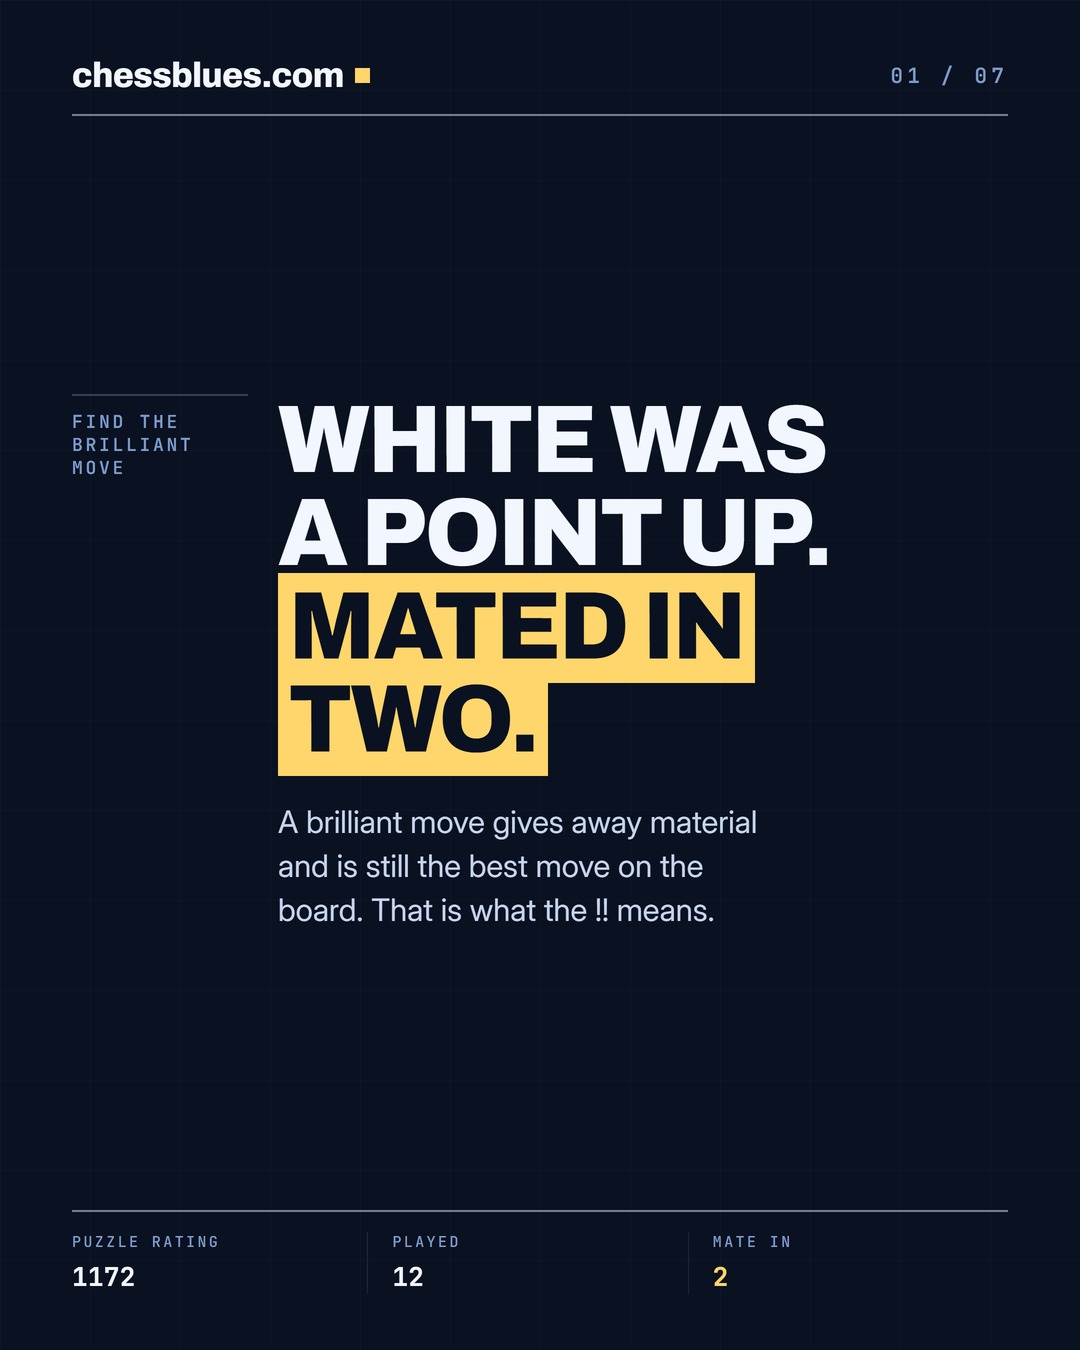 chessblues.com
01 / 07
FIND THE
BRILLIANT
MOVE
WHITE WAS
A POINT UP.
MATED IN
TWO.
A brilliant move gives away material
and is still the best move on the
board. That is what the !! means.
PUZZLE RATING
1172
PLAYED
12
MATE IN
2